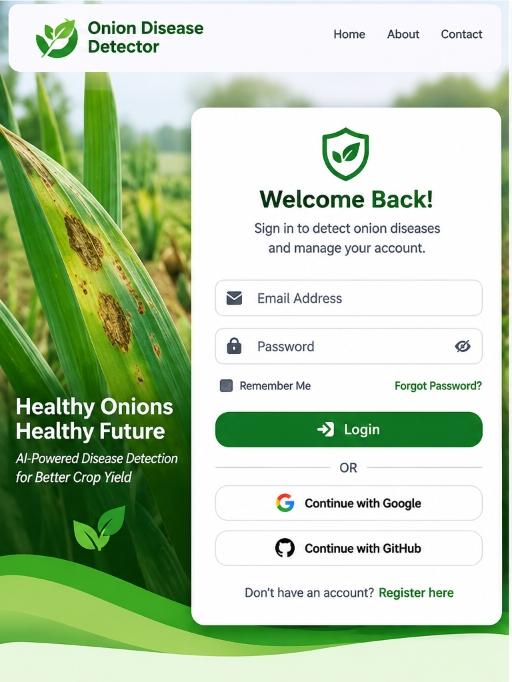 Onion Disease
Detector
Home About Contact
Welcome Back!
Sign in to detect onion diseases
and manage your account.
Email Address
Password
Remember Me Forgot Password?
Login
OR
Continue with Google
Continue with GitHub
Don't have an account? Register here
Healthy Onions
Healthy Future
AI-Powered Disease Detection
for Better Crop Yield